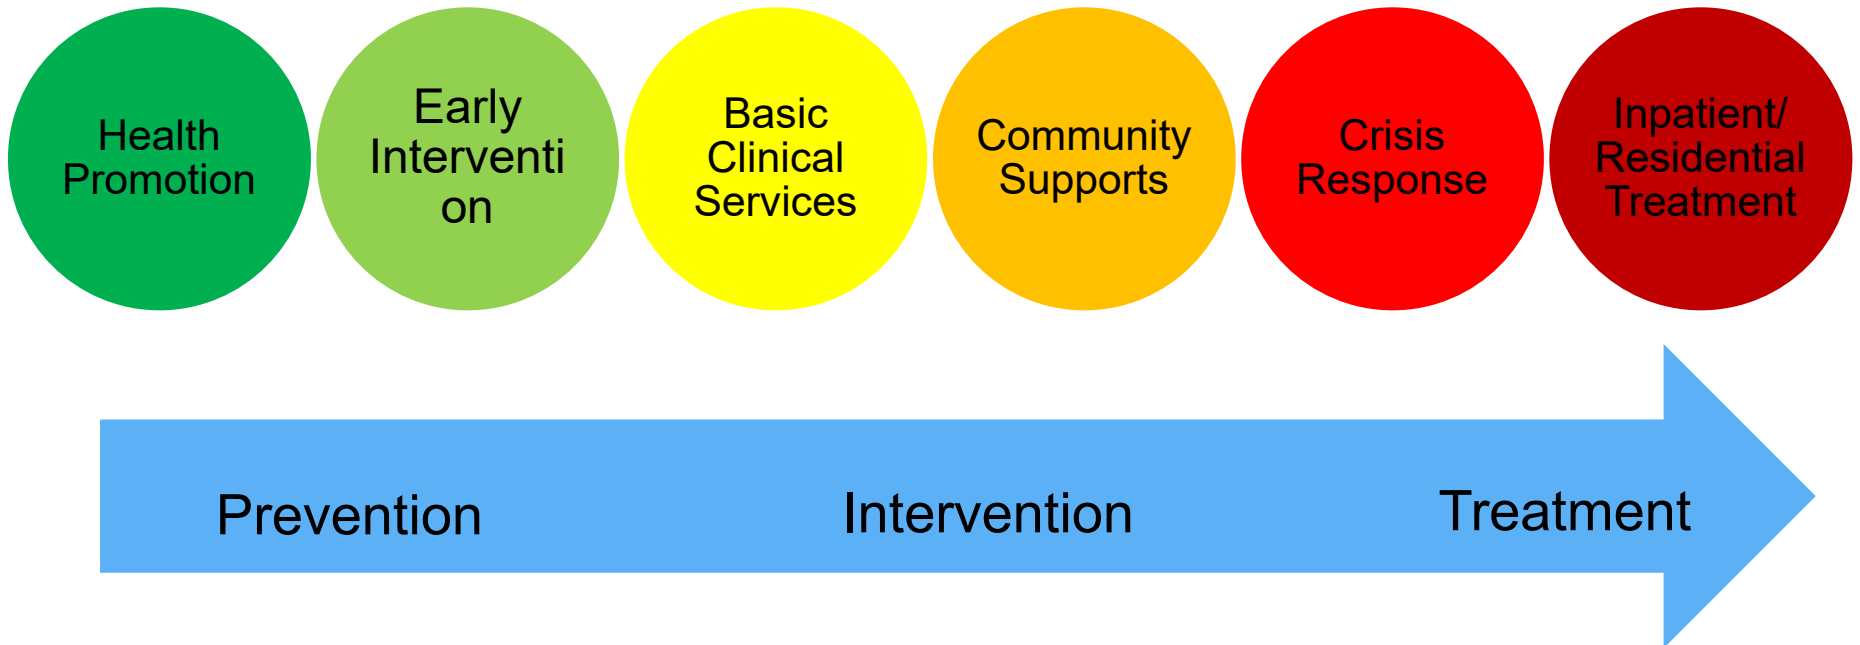 Health
Promotion
Early
Interventi
on
Basic
Clinical
Services
Community
Supports
Crisis
Response
Inpatient/
Residential
Treatment
Prevention
Intervention
Treatment